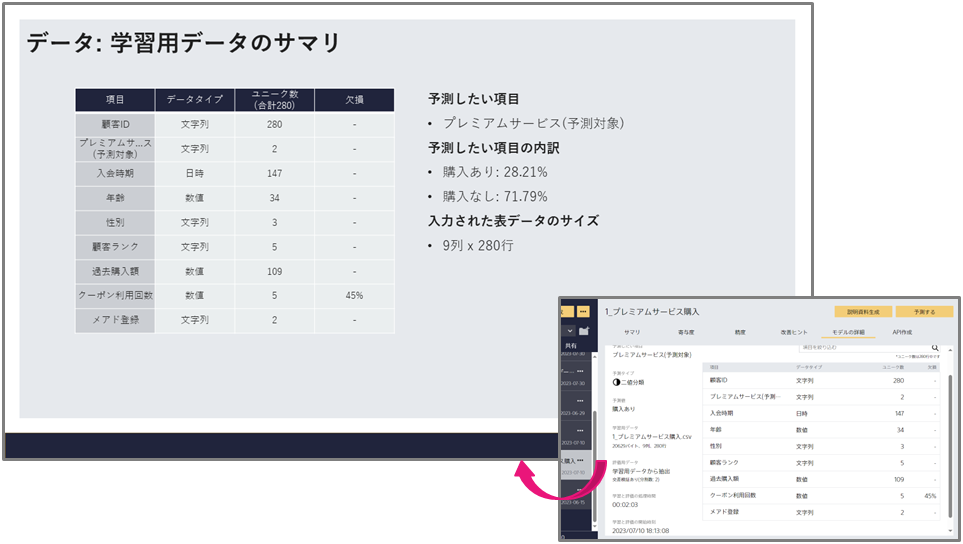 データ: 学習用データのサマリ
項目 データタイプ ユニーク数 (合計280) 欠損
顧客ID 文字列 280 -
プレミアムサ...ス (予測対象) 文字列 2 -
入会時期 日時 147 -
年齢 数値 34 -
性別 文字列 3 -
顧客ランク 文字列 5 -
過去購入額 数値 109 -
クーポン利用回数 数値 5 45%
メアド登録 文字列 2 -
予測したい項目
• プレミアムサービス(予測対象)
予測したい項目の内訳
• 購入あり: 28.21%
• 購入なし: 71.79%
入力された表データのサイズ
• 9列 x 280行
1_プレミアムサービス購入
説明資料生成 予測する
サマリ 寄与度 精度 改善ヒント モデルの詳細 API作成
共有
2023-07-30
2023-06-29
2023-07-10
ス購入
2023-07-10
プレミアムサービス(予測対象)
予測タイプ
二値分類
予測値
購入あり
学習用データ
1_プレミアムサービス購入.csv
評価用データ
学習用データから抽出
学習と評価の処理時間
00:02:03
学習と評価の開始時刻
2023/07/10 18:13:08
項目を絞り込む
項目 データタイプ ユニーク数 欠損
顧客ID 文字列 280 -
プレミアムサービス(予測... 文字列 2 -
入会時期 日時 147 -
年齢 数値 34 -
性別 文字列 3 -
顧客ランク 文字列 5 -
過去購入額 数値 109 -
クーポン利用回数 数値 5 45%
メアド登録 文字列 2 -